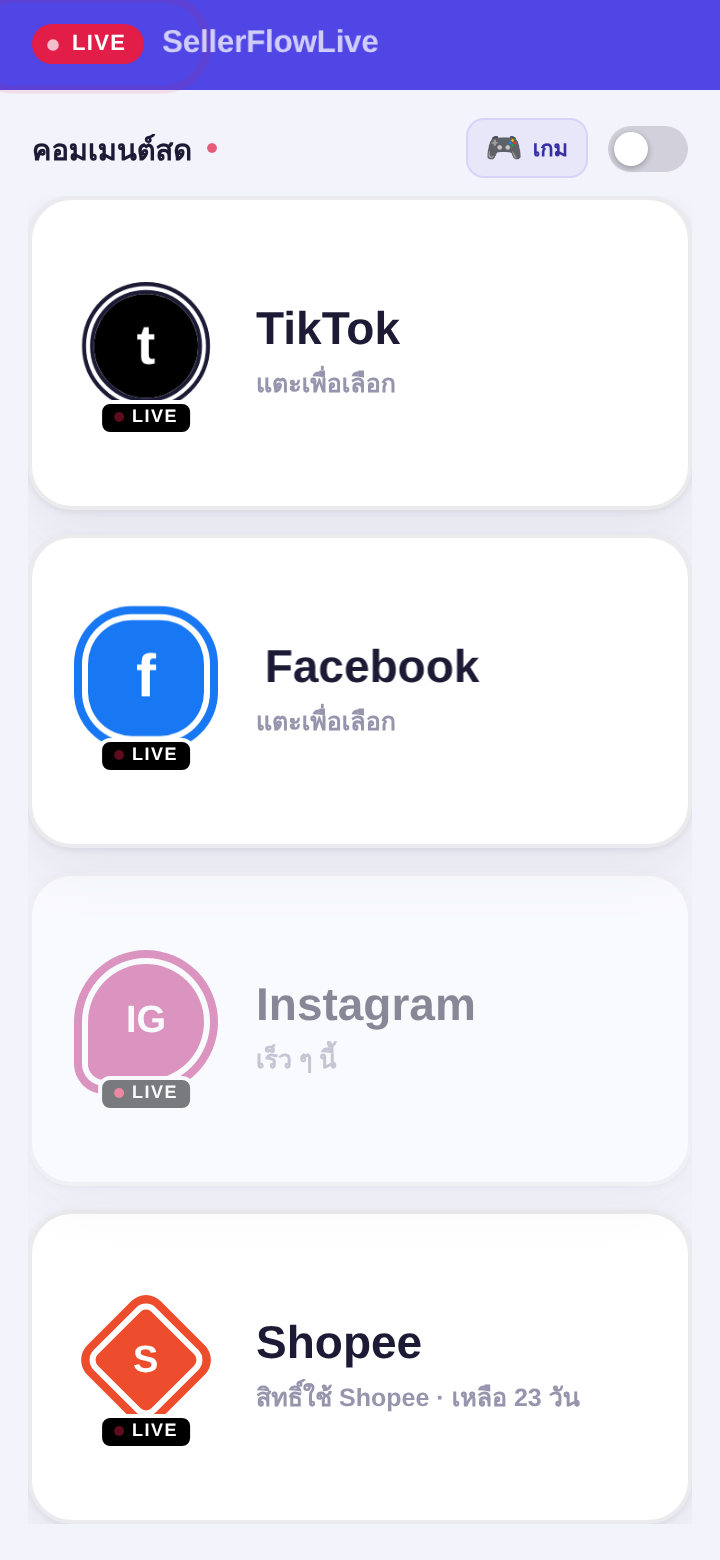 LIVE SellerFlowLive
คอมเมนต์สด
🎮 เกม
t
LIVE
TikTok
แตะเพื่อเลือก
f
LIVE
Facebook
แตะเพื่อเลือก
IG
LIVE
Instagram
เร็ว ๆ นี้
S
LIVE
Shopee
สิทธิ์ใช้ Shopee · เหลือ 23 วัน